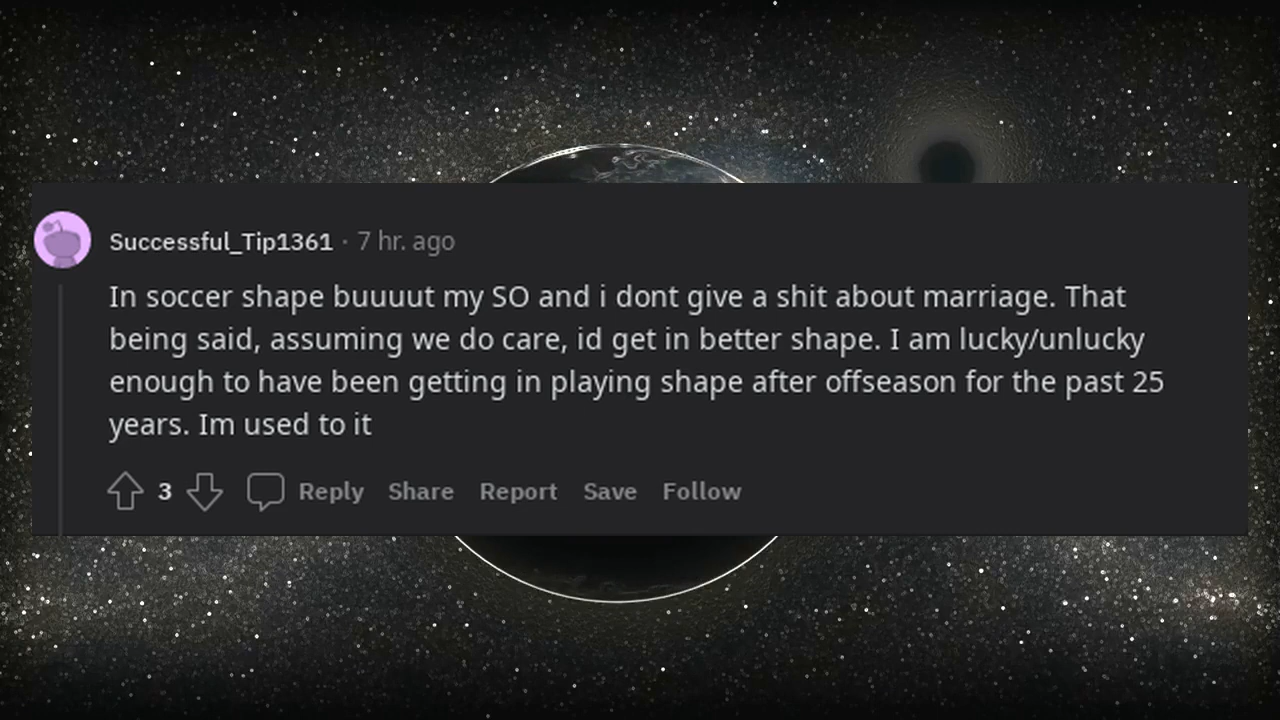 Successful_Tip1361 · 7 hr. ago
In soccer shape buuuut my SO and i dont give a shit about marriage. That
being said, assuming we do care, id get in better shape. I am lucky/unlucky
enough to have been getting in playing shape after offseason for the past 25
years. Im used to it
3 Reply Share Report Save Follow